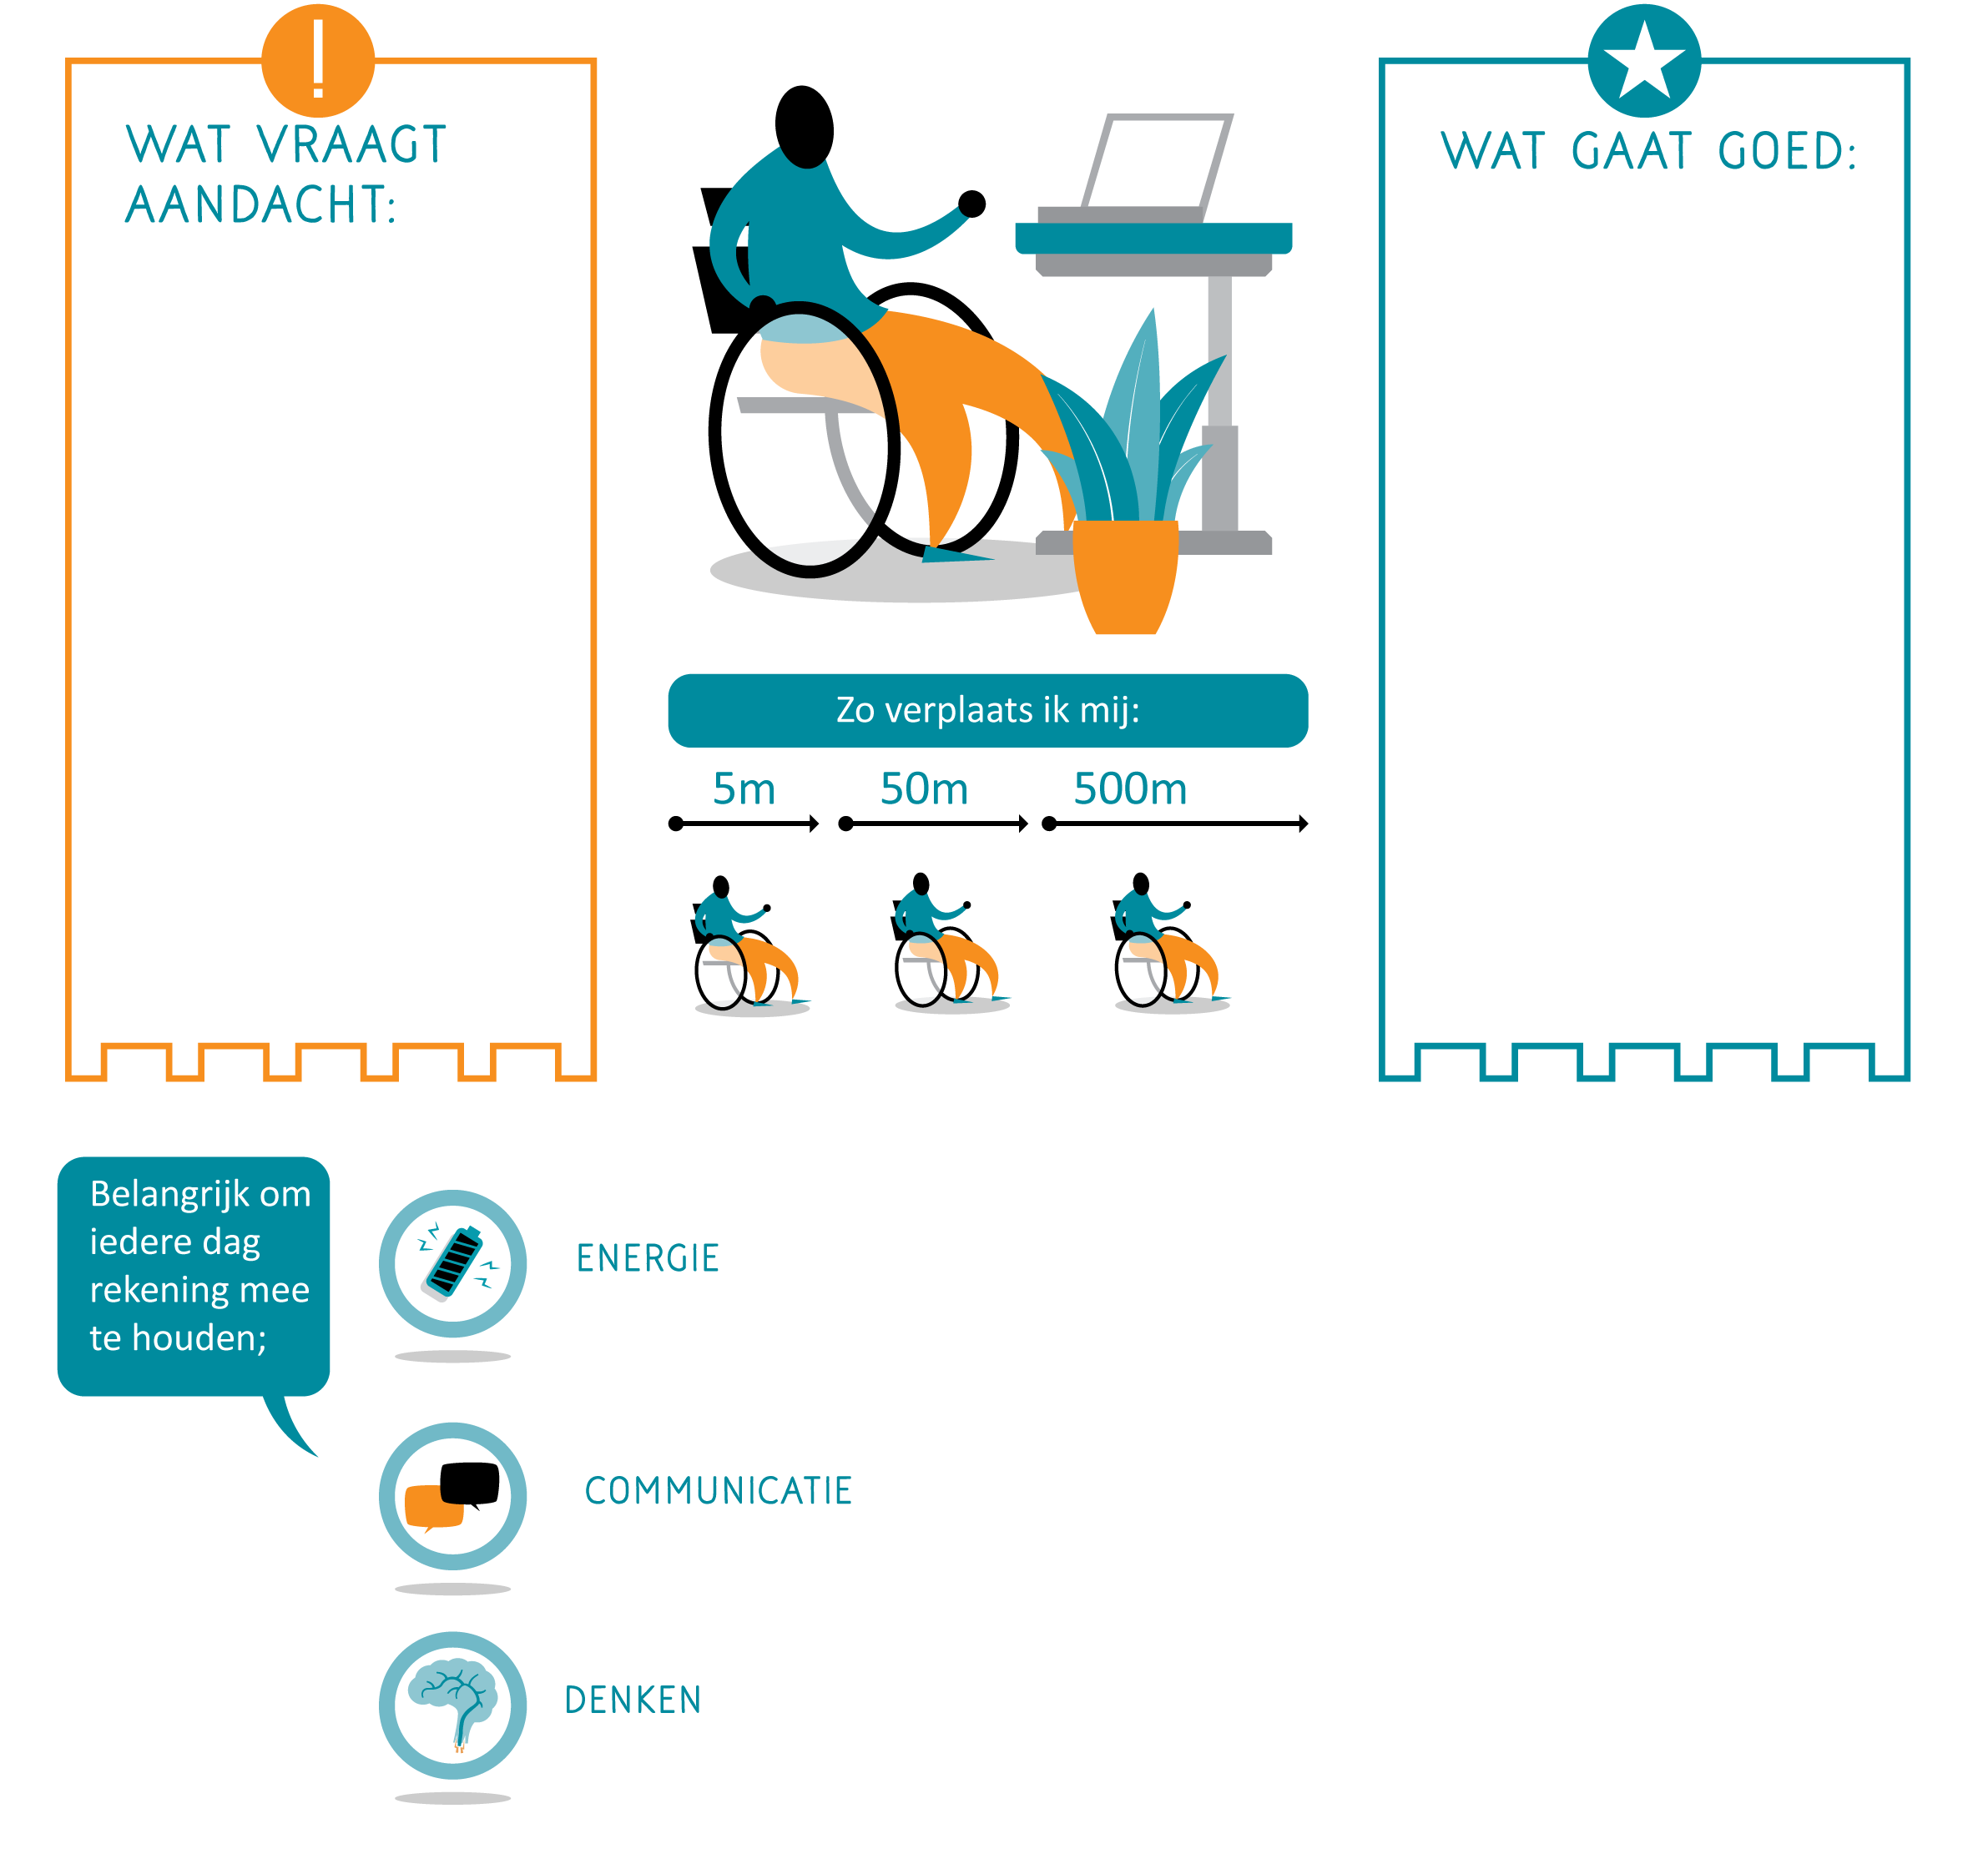 WAT VRAAGT
AANDACHT:
WAT GAAT GOED:
Zo verplaats ik mij:
5m 50m 500m
Belangrijk om
iedere dag
rekening mee
te houden;
ENERGIE
COMMUNICATIE
DENKEN